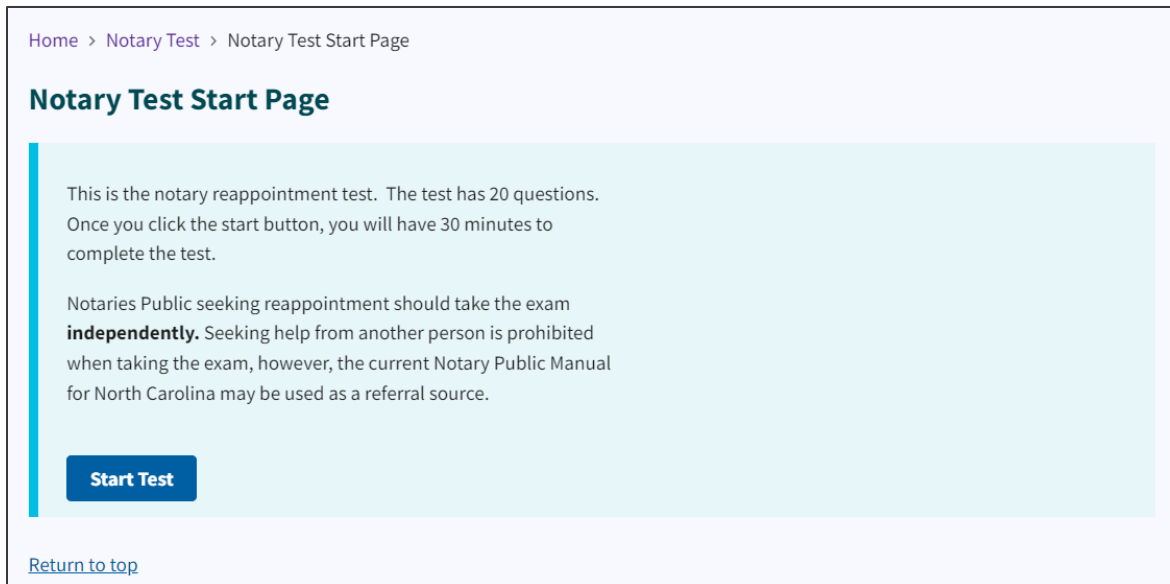 Home > Notary Test > Notary Test Start Page
Notary Test Start Page
This is the notary reappointment test. The test has 20 questions.
Once you click the start button, you will have 30 minutes to
complete the test.
Notaries Public seeking reappointment should take the exam
independently. Seeking help from another person is prohibited
when taking the exam, however, the current Notary Public Manual
for North Carolina may be used as a referral source.
Start Test
Return to top